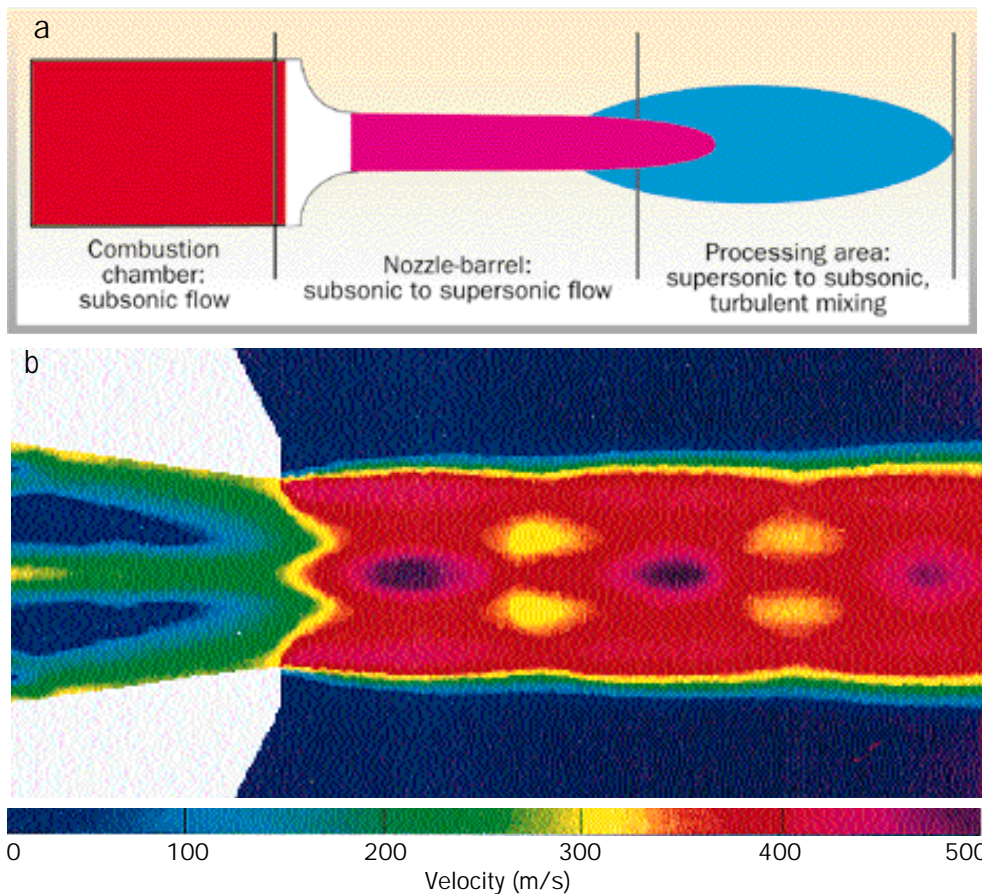 a
Combustion
chamber:
subsonic flow
Nozzle-barrel:
subsonic to supersonic flow
Processing area:
supersonic to subsonic,
turbulent mixing
b
0 100 200 300 400 500
Velocity (m/s)